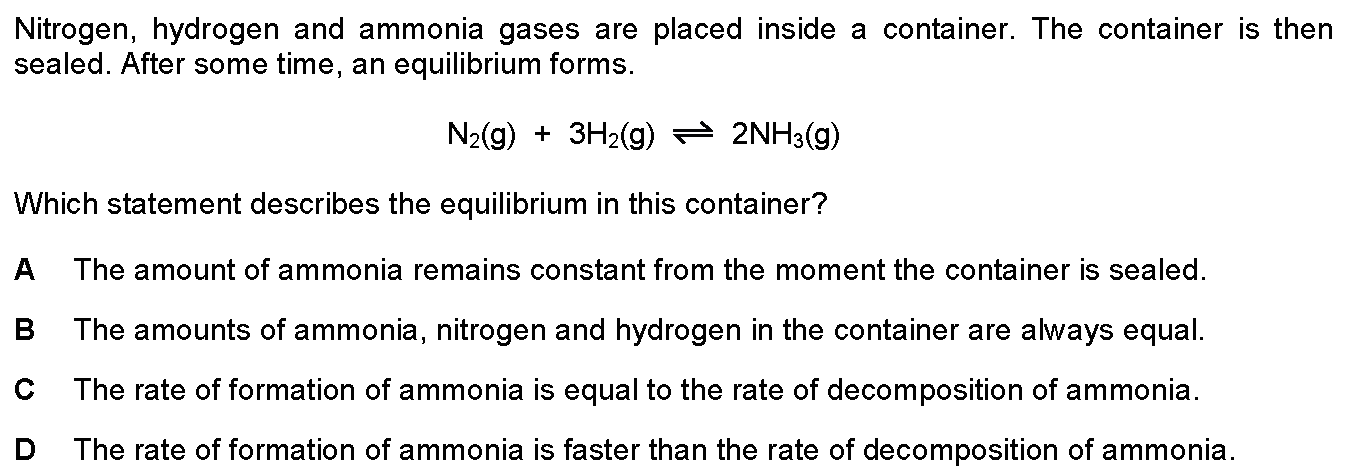 Nitrogen, hydrogen and ammonia gases are placed inside a container. The container is then
sealed. After some time, an equilibrium forms.
N₂(g) + 3H₂(g) ⇌ 2NH₃(g)
Which statement describes the equilibrium in this container?
A The amount of ammonia remains constant from the moment the container is sealed.
B The amounts of ammonia, nitrogen and hydrogen in the container are always equal.
C The rate of formation of ammonia is equal to the rate of decomposition of ammonia.
D The rate of formation of ammonia is faster than the rate of decomposition of ammonia.